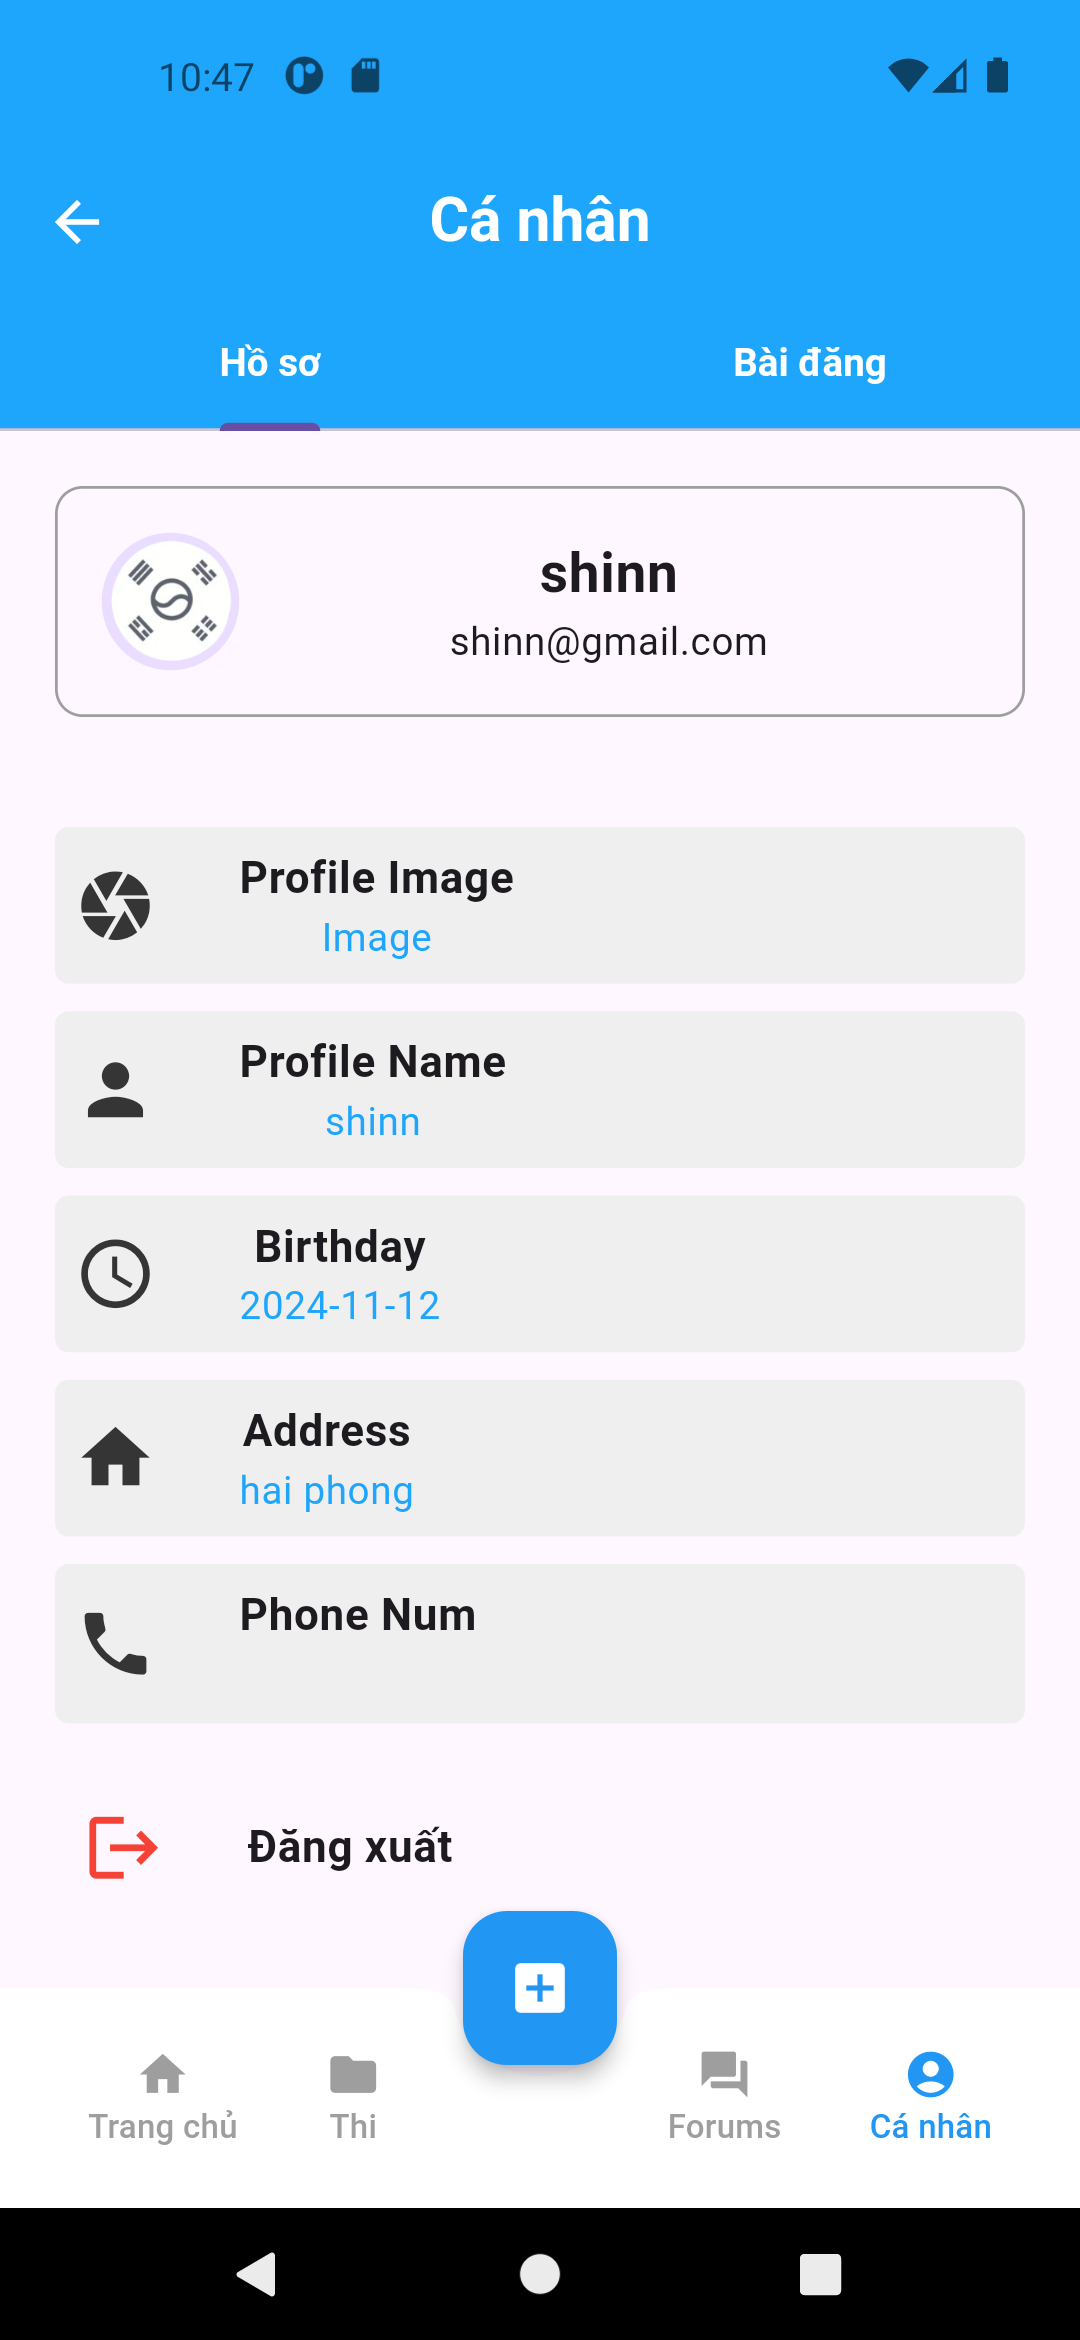 10:47
Cá nhân
Hồ sơ
Bài đăng
shinn
shinn@gmail.com
Profile Image
Image
Profile Name
shinn
Birthday
2024-11-12
Address
hai phong
Phone Num
Đăng xuất
Trang chủ
Thi
Forums
Cá nhân